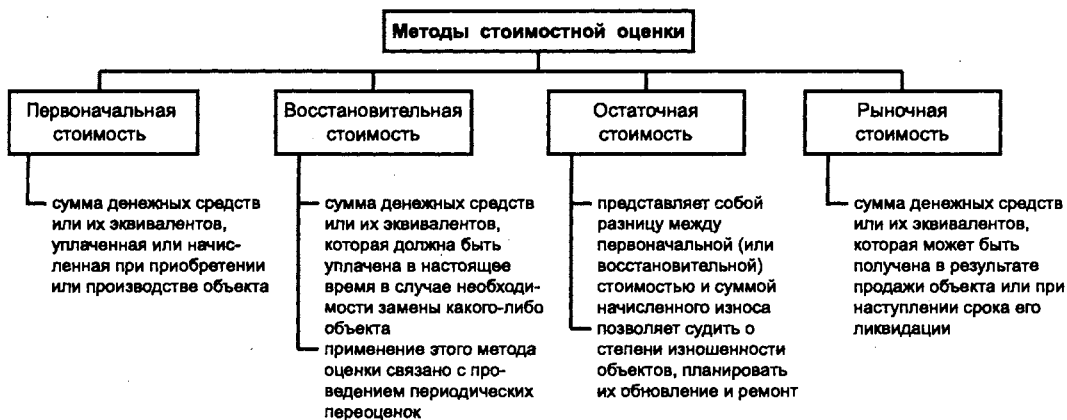 Методы стоимостной оценки
Первоначальная
стоимость
сумма денежных средств
или их эквивалентов,
уплаченная или начис-
ленная при приобретении
или производстве объекта
Восстановительная
стоимость
сумма денежных средств
или их эквивалентов,
которая должна быть
уплачена в настоящее
время в случае необходи-
мости замены какого-либо
объекта
применение этого метода
оценки связано с про-
ведением периодических
переоценок
Остаточная
стоимость
представляет собой
разницу между
первоначальной (или
восстановительной)
стоимостью и суммой
начисленного износа
позволяет судить о
степени изношенности
объектов, планировать
их обновление и ремонт
Рыночная
стоимость
сумма денежных средств
или их эквивалентов,
которая может быть
получена в результате
продажи объекта или при
наступлении срока его
ликвидации